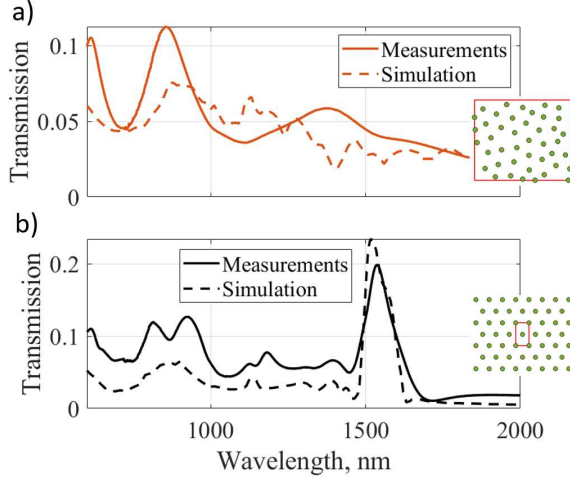 a)
0.1
0.05
0
Transmission
Measurements
Simulation
b)
0.2
0.1
0
Transmission
Measurements
Simulation
1000 1500 2000
Wavelength, nm